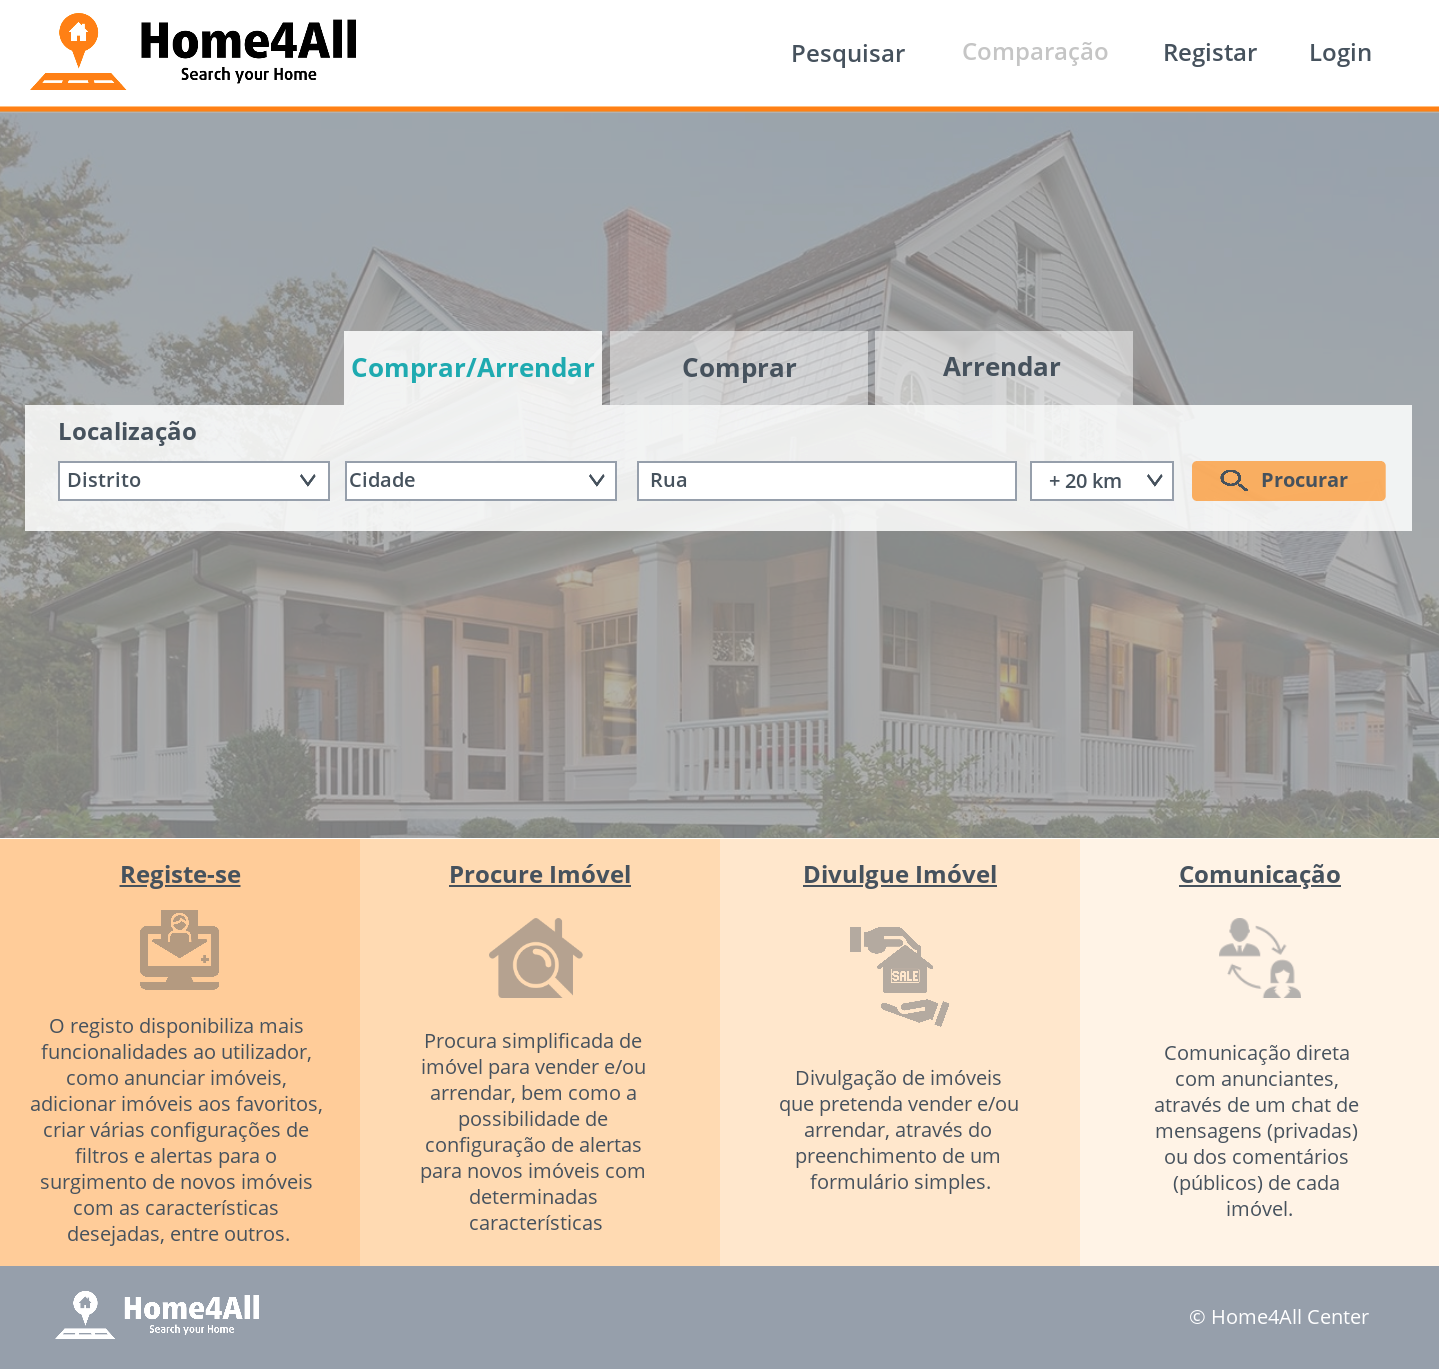 Home4All
Search your Home
Pesquisar
Comparação
Registar
Login
Comprar/Arrendar
Comprar
Arrendar
Localização
Distrito
Cidade
Rua
+ 20 km
Procurar
Registe-se
O registo disponibiliza mais
funcionalidades ao utilizador,
como anunciar imóveis,
adicionar imóveis aos favoritos,
criar várias configurações de
filtros e alertas para o
surgimento de novos imóveis
com as características
desejadas, entre outros.
Procure Imóvel
Procura simplificada de
imóvel para vender e/ou
arrendar, bem como a
possibilidade de
configuração de alertas
para novos imóveis com
determinadas
características
Divulgue Imóvel
SALE
Divulgação de imóveis
que pretenda vender e/ou
arrendar, através do
preenchimento de um
formulário simples.
Comunicação
Comunicação direta
com anunciantes,
através de um chat de
mensagens (privadas)
ou dos comentários
(públicos) de cada
imóvel.
Home4All
Search your Home
© Home4All Center